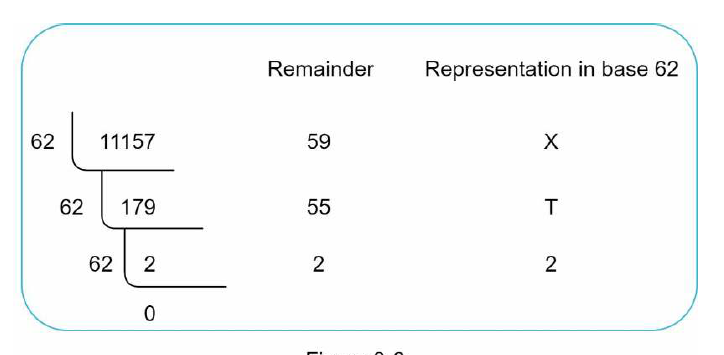 Remainder Representation in base 62
62 11157 59 X
62 179 55 T
62 2 2 2
0